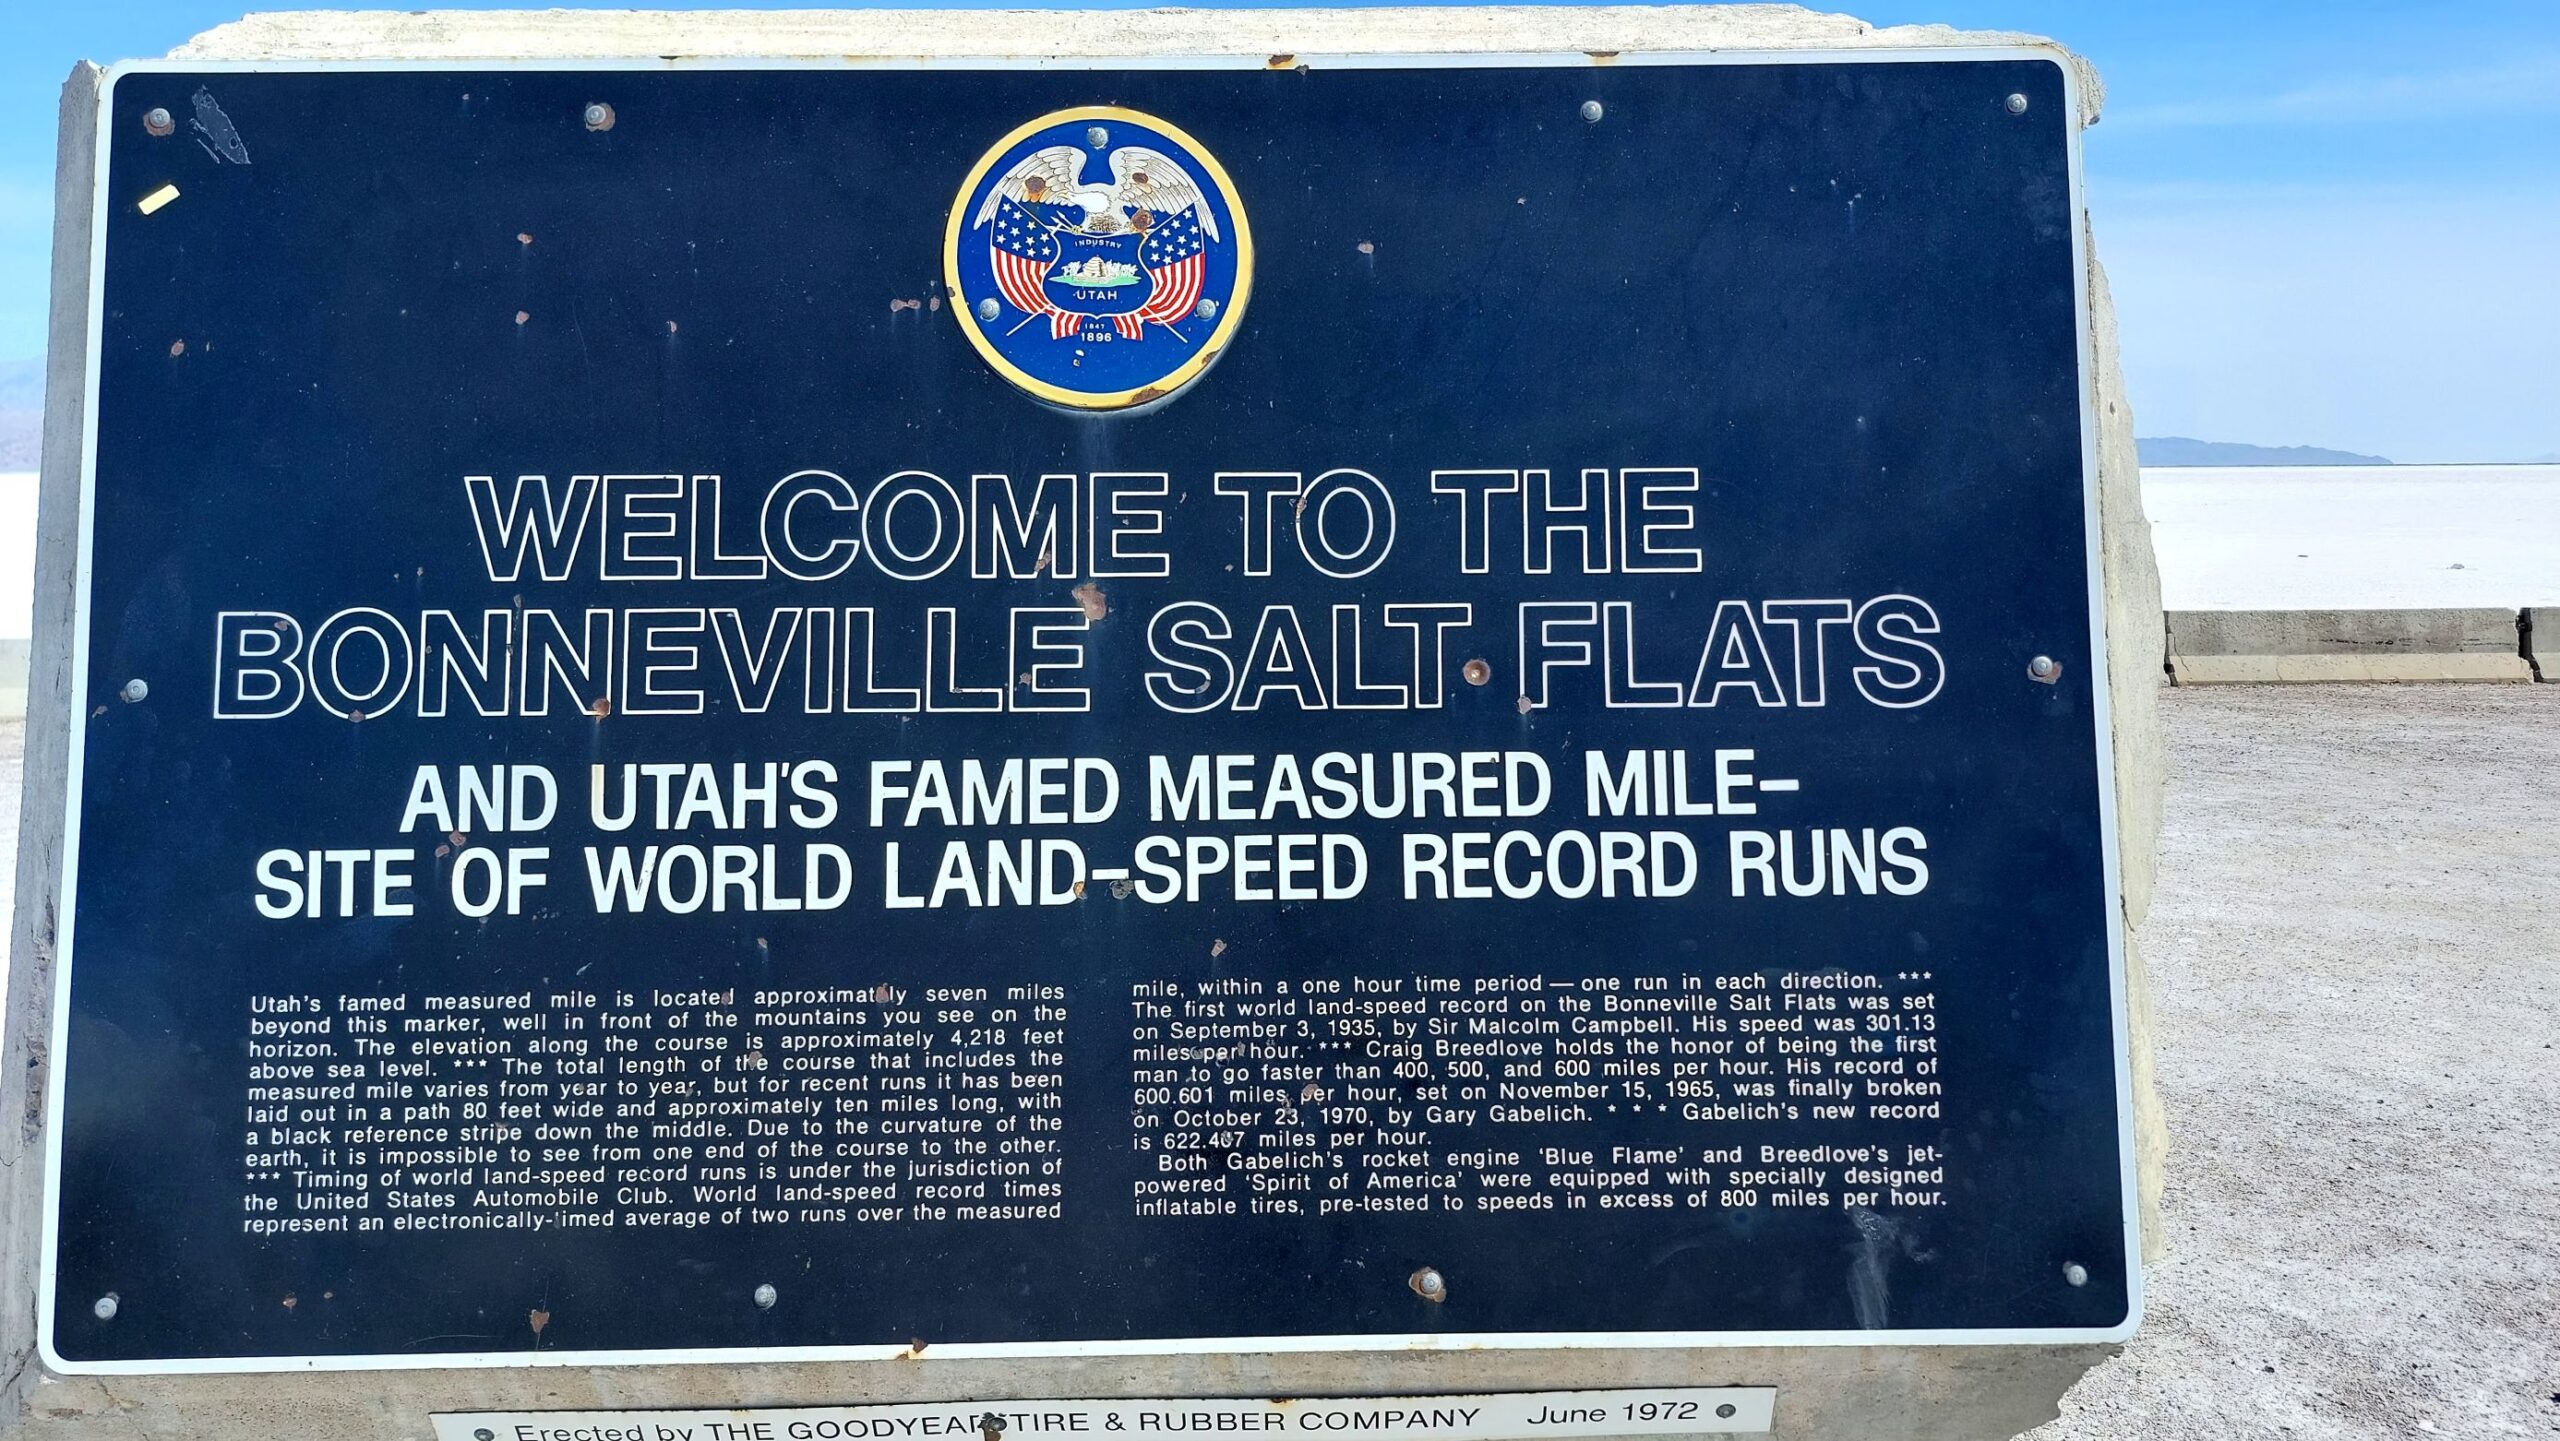 INDUSTRY
UTAH
1847
1896
WELCOME TO THE
BONNEVILLE SALT FLATS
AND UTAH'S FAMED MEASURED MILE–
SITE OF WORLD LAND–SPEED RECORD RUNS
Utah's famed measured mile is located approximately seven miles
beyond this marker, well in front of the mountains you see on the
horizon. The elevation along the course is approximately 4,218 feet
above sea level. *** The total length of the course that includes the
measured mile varies from year to year, but for recent runs it has been
laid out in a path 80 feet wide and approximately ten miles long, with
a black reference stripe down the middle. Due to the curvature of the
earth, it is impossible to see from one end of the course to the other.
*** Timing of world land-speed record runs is under the jurisdiction of
the United States Automobile Club. World land-speed record times
represent an electronically-timed average of two runs over the measured
mile, within a one hour time period — one run in each direction. ***
The first world land-speed record on the Bonneville Salt Flats was set
on September 3, 1935, by Sir Malcolm Campbell. His speed was 301.13
miles per hour. *** Craig Breedlove holds the honor of being the first
man to go faster than 400, 500, and 600 miles per hour. His record of
600.601 miles per hour, set on November 15, 1965, was finally broken
on October 23, 1970, by Gary Gabelich. * * * Gabelich's new record
is 622.407 miles per hour.
Both Gabelich's rocket engine 'Blue Flame' and Breedlove's jet-
powered 'Spirit of America' were equipped with specially designed
inflatable tires, pre-tested to speeds in excess of 800 miles per hour.
Erected by THE GOODYEAR TIRE & RUBBER COMPANY June 1972